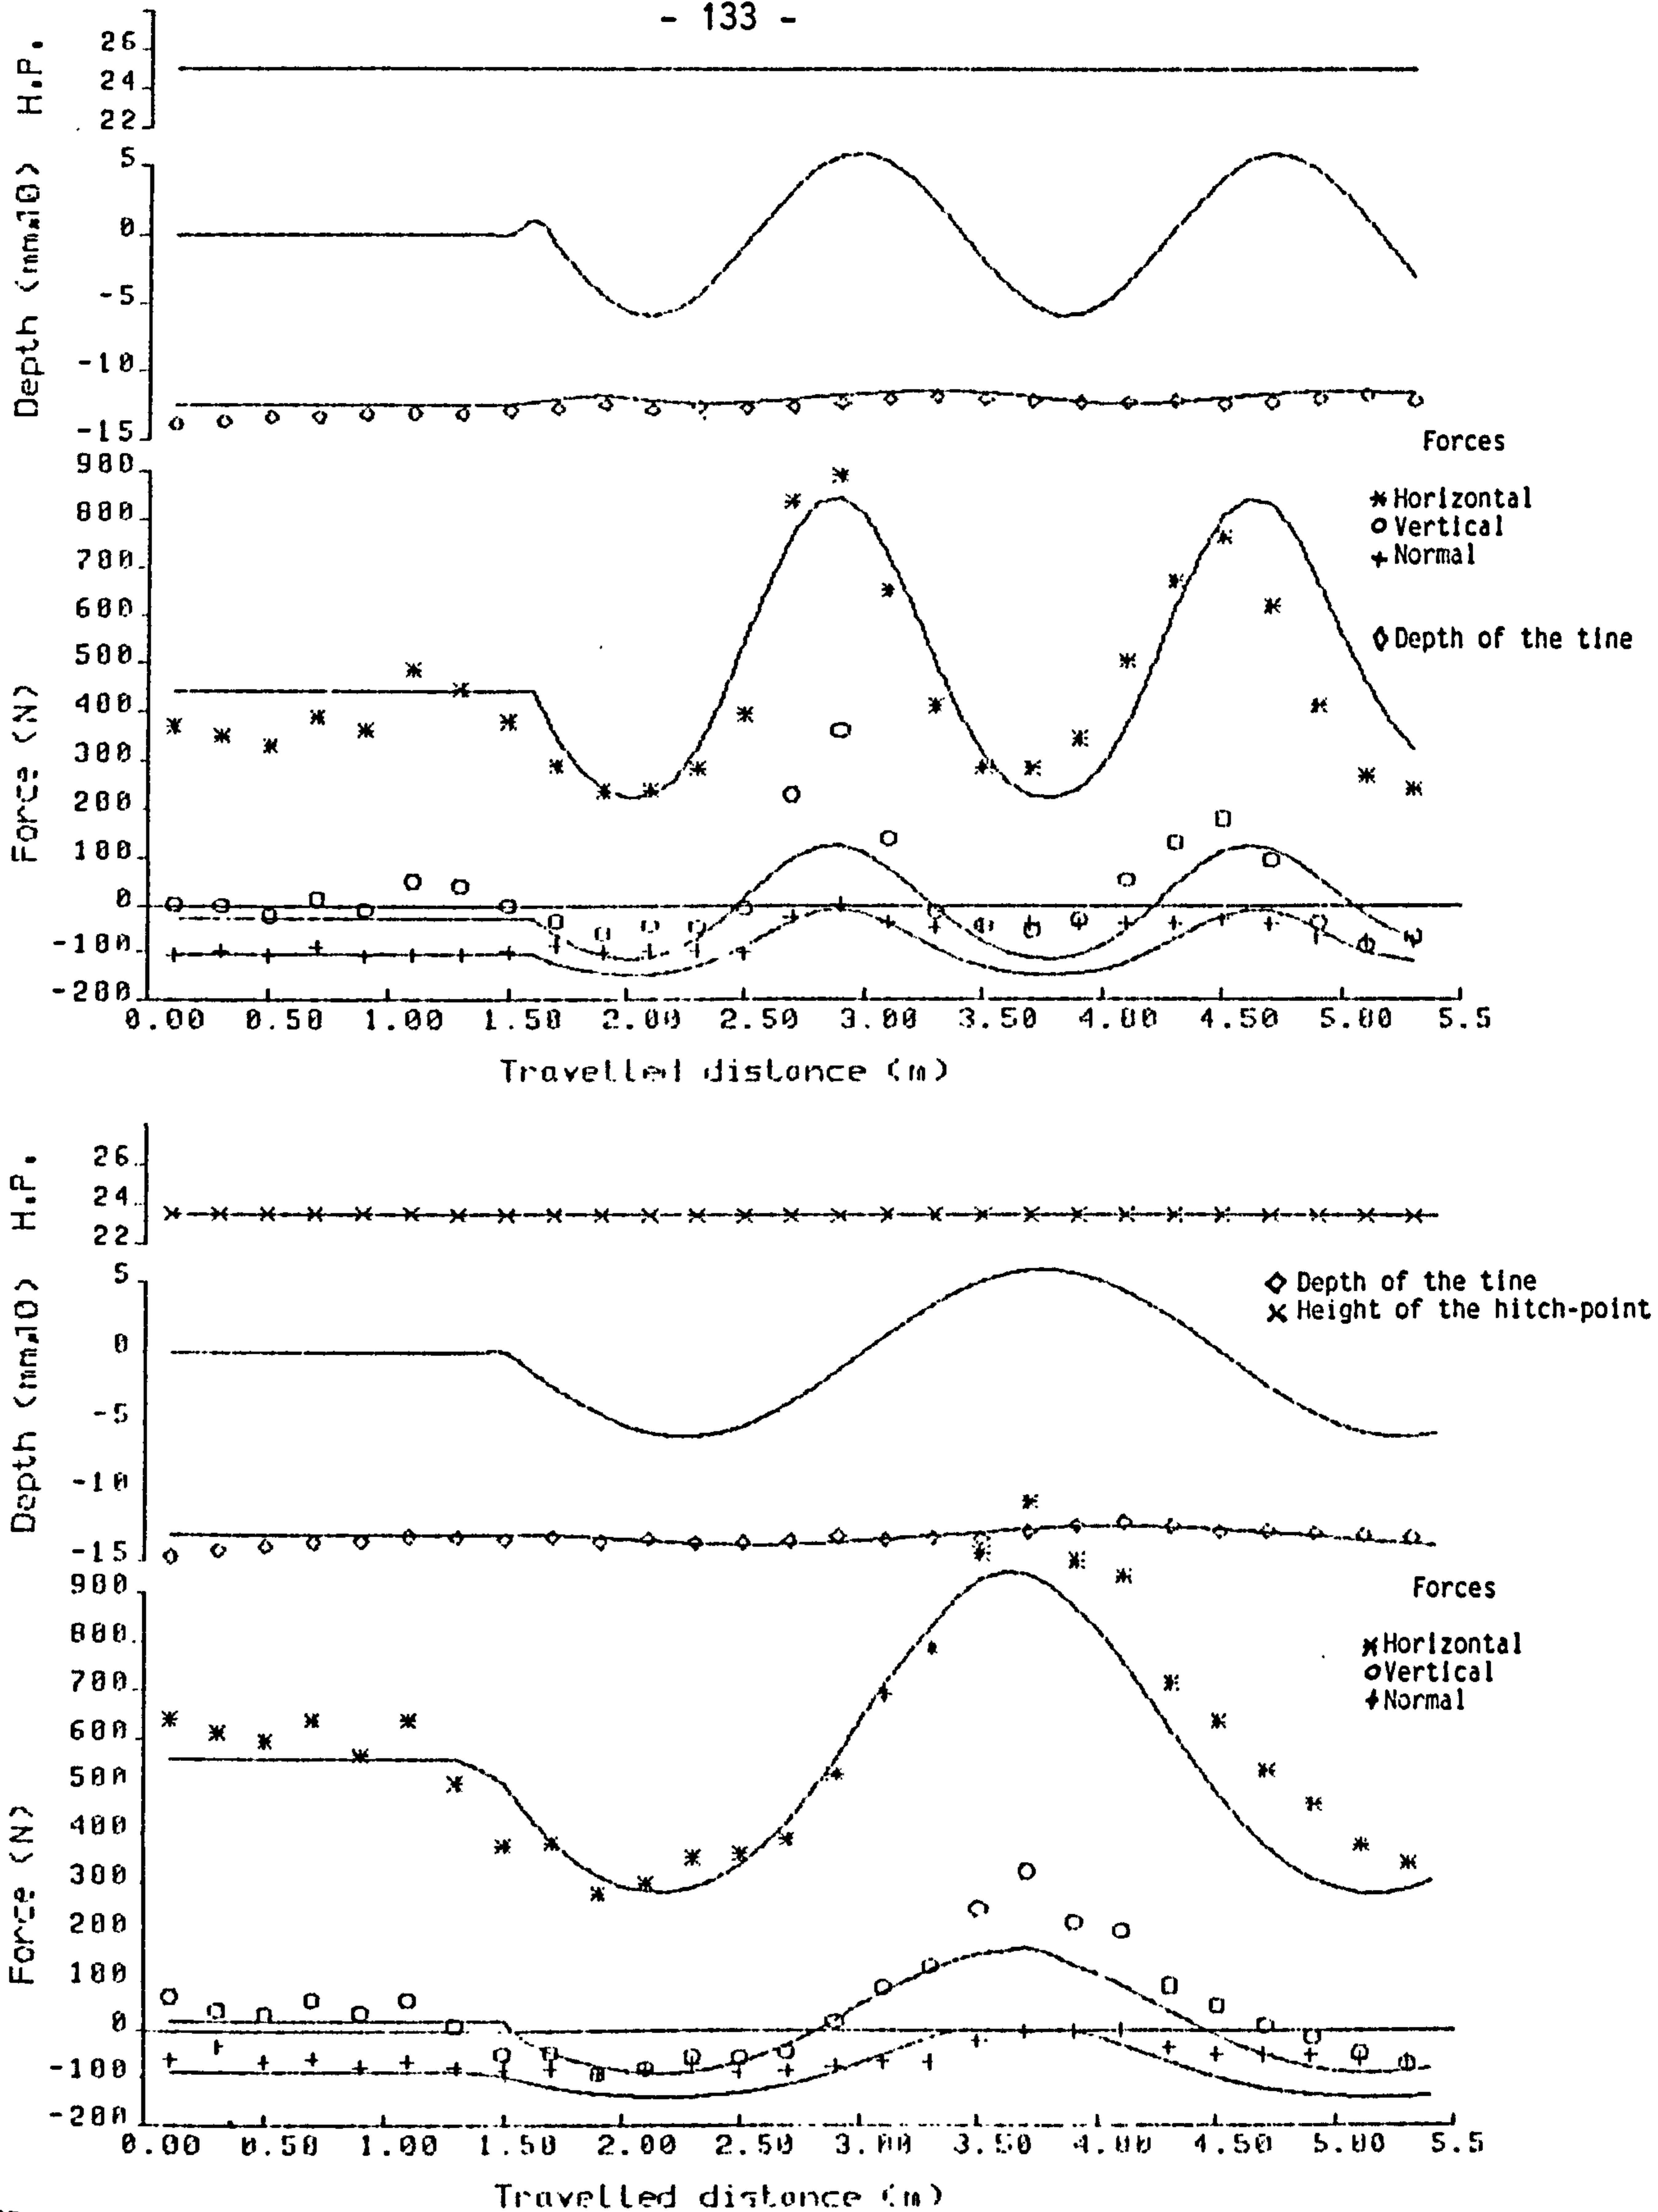 - 133 -
H.P.
26
24
22
Depth (mm.10)
5
0
-5
-10
-15
Forces
* Horizontal
o Vertical
+ Normal
◊ Depth of the tine
Force (N)
900
800
700
600
500
400
300
200
100
0
-100
-200
0.00 0.50 1.00 1.50 2.00 2.50 3.00 3.50 4.00 4.50 5.00 5.5
Travelled distance (m)
H.P.
26
24
22
Depth (mm.10)
5
0
-5
-10
-15
◊ Depth of the tine
× Height of the hitch-point
Forces
* Horizontal
o Vertical
+ Normal
Force (N)
900
800
700
600
500
400
300
200
100
0
-100
-200
0.00 0.50 1.00 1.50 2.00 2.50 3.00 3.50 4.00 4.50 5.00 5.5
Travelled distance (m)